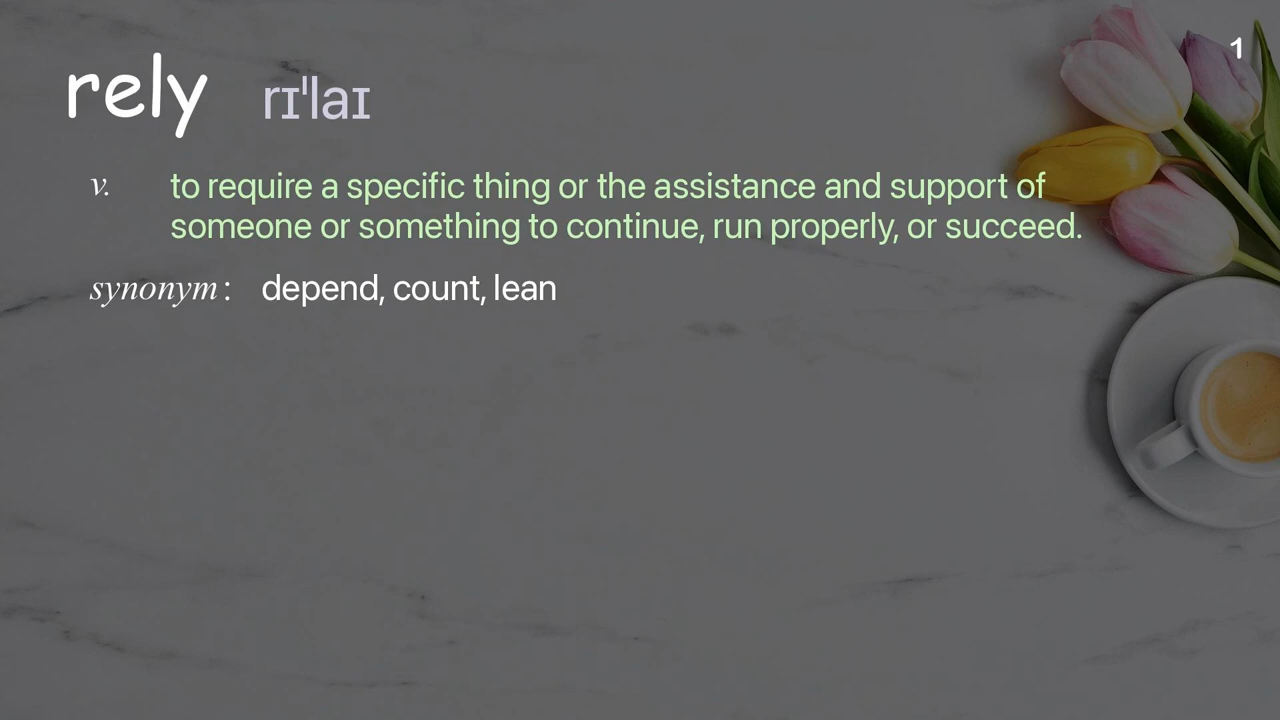 1
rely rɪˈlaɪ
v. to require a specific thing or the assistance and support of
someone or something to continue, run properly, or succeed.
synonym : depend, count, lean